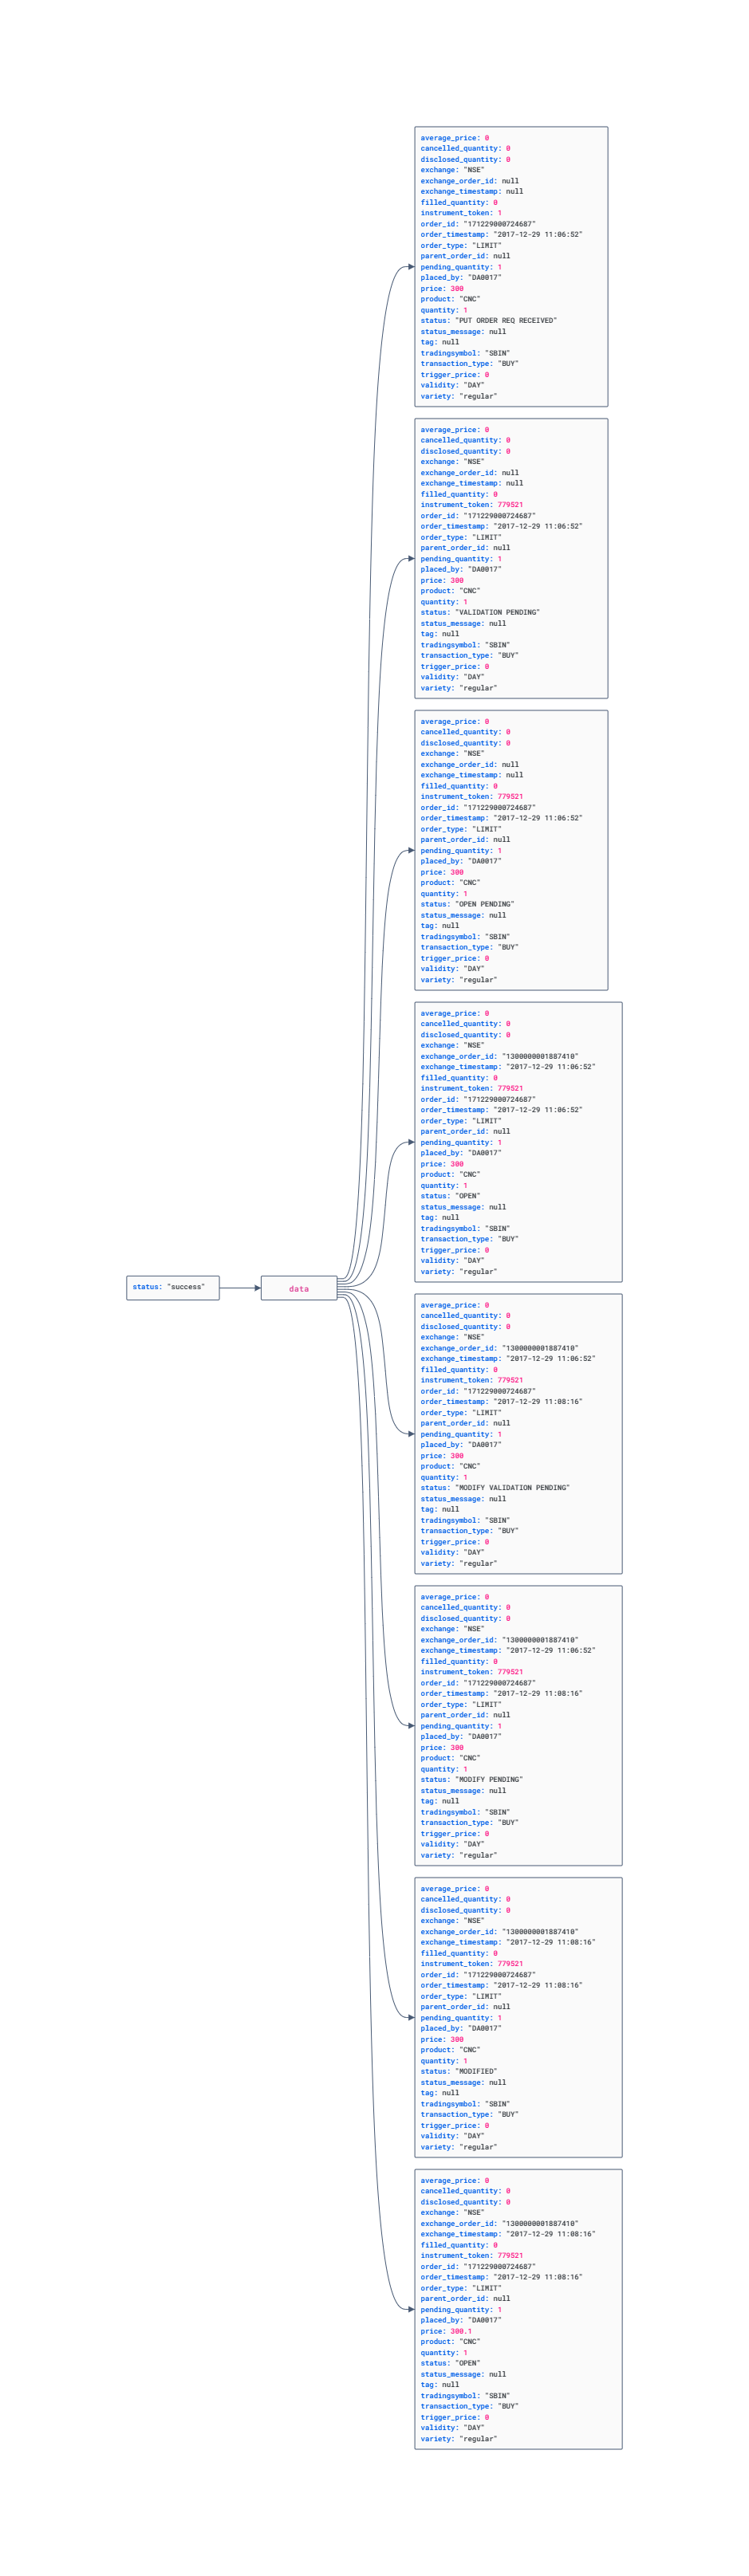 average_price: 0
cancelled_quantity: 0
disclosed_quantity: 0
exchange: "NSE"
exchange_order_id: null
exchange_timestamp: null
filled_quantity: 0
instrument_token: 1
order_id: "171229000724687"
order_timestamp: "2017-12-29 11:06:52"
order_type: "LIMIT"
parent_order_id: null
pending_quantity: 1
placed_by: "DA0017"
price: 300
product: "CNC"
quantity: 1
status: "PUT ORDER REQ RECEIVED"
status_message: null
tag: null
tradingsymbol: "SBIN"
transaction_type: "BUY"
trigger_price: 0
validity: "DAY"
variety: "regular"
average_price: 0
cancelled_quantity: 0
disclosed_quantity: 0
exchange: "NSE"
exchange_order_id: null
exchange_timestamp: null
filled_quantity: 0
instrument_token: 779521
order_id: "171229000724687"
order_timestamp: "2017-12-29 11:06:52"
order_type: "LIMIT"
parent_order_id: null
pending_quantity: 1
placed_by: "DA0017"
price: 300
product: "CNC"
quantity: 1
status: "VALIDATION PENDING"
status_message: null
tag: null
tradingsymbol: "SBIN"
transaction_type: "BUY"
trigger_price: 0
validity: "DAY"
variety: "regular"
average_price: 0
cancelled_quantity: 0
disclosed_quantity: 0
exchange: "NSE"
exchange_order_id: null
exchange_timestamp: null
filled_quantity: 0
instrument_token: 779521
order_id: "171229000724687"
order_timestamp: "2017-12-29 11:06:52"
order_type: "LIMIT"
parent_order_id: null
pending_quantity: 1
placed_by: "DA0017"
price: 300
product: "CNC"
quantity: 1
status: "OPEN PENDING"
status_message: null
tag: null
tradingsymbol: "SBIN"
transaction_type: "BUY"
trigger_price: 0
validity: "DAY"
variety: "regular"
average_price: 0
cancelled_quantity: 0
disclosed_quantity: 0
exchange: "NSE"
exchange_order_id: "1300000001887410"
exchange_timestamp: "2017-12-29 11:06:52"
filled_quantity: 0
instrument_token: 779521
order_id: "171229000724687"
order_timestamp: "2017-12-29 11:06:52"
order_type: "LIMIT"
parent_order_id: null
pending_quantity: 1
placed_by: "DA0017"
price: 300
product: "CNC"
quantity: 1
status: "OPEN"
status_message: null
tag: null
tradingsymbol: "SBIN"
transaction_type: "BUY"
trigger_price: 0
validity: "DAY"
variety: "regular"
status: "success"
data
average_price: 0
cancelled_quantity: 0
disclosed_quantity: 0
exchange: "NSE"
exchange_order_id: "1300000001887410"
exchange_timestamp: "2017-12-29 11:06:52"
filled_quantity: 0
instrument_token: 779521
order_id: "171229000724687"
order_timestamp: "2017-12-29 11:08:16"
order_type: "LIMIT"
parent_order_id: null
pending_quantity: 1
placed_by: "DA0017"
price: 300
product: "CNC"
quantity: 1
status: "MODIFY VALIDATION PENDING"
status_message: null
tag: null
tradingsymbol: "SBIN"
transaction_type: "BUY"
trigger_price: 0
validity: "DAY"
variety: "regular"
average_price: 0
cancelled_quantity: 0
disclosed_quantity: 0
exchange: "NSE"
exchange_order_id: "1300000001887410"
exchange_timestamp: "2017-12-29 11:06:52"
filled_quantity: 0
instrument_token: 779521
order_id: "171229000724687"
order_timestamp: "2017-12-29 11:08:16"
order_type: "LIMIT"
parent_order_id: null
pending_quantity: 1
placed_by: "DA0017"
price: 300
product: "CNC"
quantity: 1
status: "MODIFY PENDING"
status_message: null
tag: null
tradingsymbol: "SBIN"
transaction_type: "BUY"
trigger_price: 0
validity: "DAY"
variety: "regular"
average_price: 0
cancelled_quantity: 0
disclosed_quantity: 0
exchange: "NSE"
exchange_order_id: "1300000001887410"
exchange_timestamp: "2017-12-29 11:08:16"
filled_quantity: 0
instrument_token: 779521
order_id: "171229000724687"
order_timestamp: "2017-12-29 11:08:16"
order_type: "LIMIT"
parent_order_id: null
pending_quantity: 1
placed_by: "DA0017"
price: 300
product: "CNC"
quantity: 1
status: "MODIFIED"
status_message: null
tag: null
tradingsymbol: "SBIN"
transaction_type: "BUY"
trigger_price: 0
validity: "DAY"
variety: "regular"
average_price: 0
cancelled_quantity: 0
disclosed_quantity: 0
exchange: "NSE"
exchange_order_id: "1300000001887410"
exchange_timestamp: "2017-12-29 11:08:16"
filled_quantity: 0
instrument_token: 779521
order_id: "171229000724687"
order_timestamp: "2017-12-29 11:08:16"
order_type: "LIMIT"
parent_order_id: null
pending_quantity: 1
placed_by: "DA0017"
price: 300.1
product: "CNC"
quantity: 1
status: "OPEN"
status_message: null
tag: null
tradingsymbol: "SBIN"
transaction_type: "BUY"
trigger_price: 0
validity: "DAY"
variety: "regular"